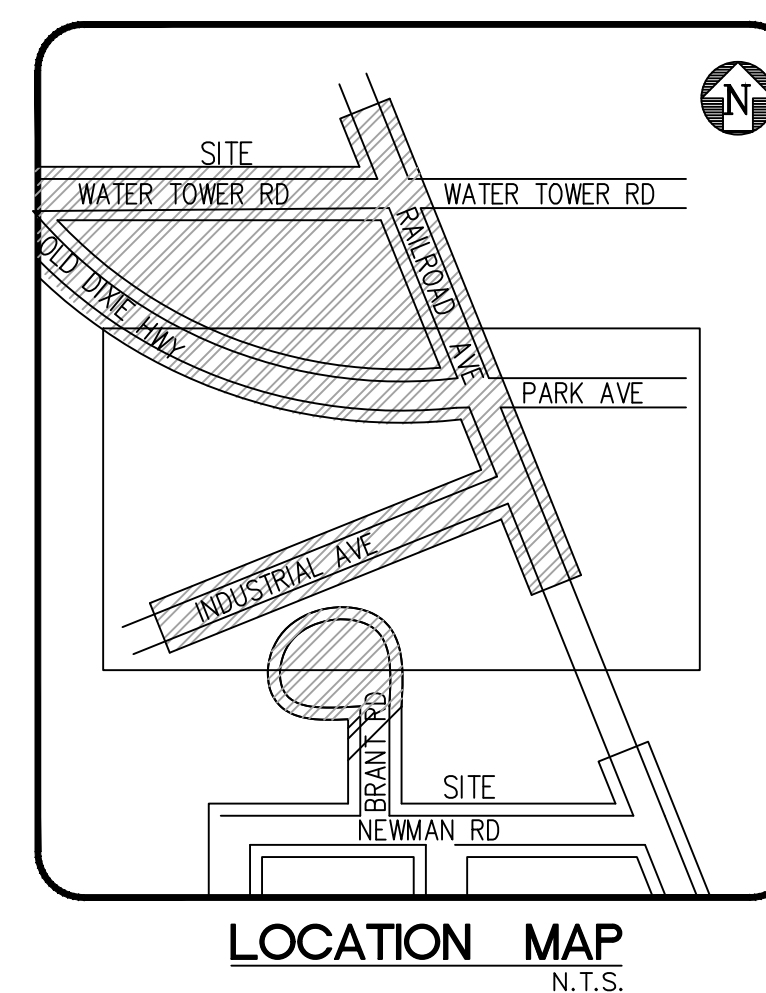 N
SITE
WATER TOWER RD
WATER TOWER RD
RAILROAD AVE
OLD DIXIE HWY
PARK AVE
INDUSTRIAL AVE
BRANT RD
SITE
NEWMAN RD
LOCATION MAP
N.T.S.